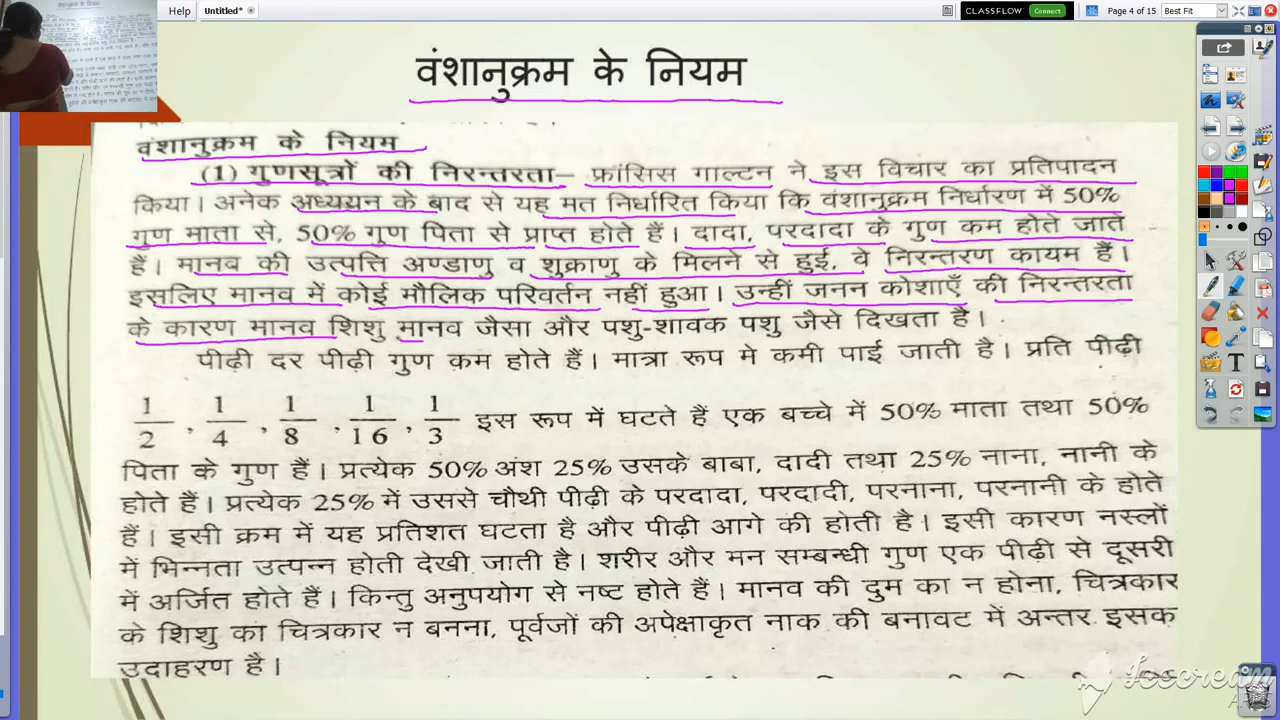 Help
Untitled*
CLASSFLOW Connect
Page 4 of 15
Best Fit
वंशानुक्रम के नियम
वंशानुक्रम के नियम
(1) गुणसूत्रों की निरन्तरता– फ्रांसिस गाल्टन ने इस विचार का प्रतिपादन
किया। अनेक अध्ययन के बाद से यह मत निर्धारित किया कि वंशानुक्रम निर्धारण में 50%
गुण माता से, 50% गुण पिता से प्राप्त होते हैं। दादा, परदादा के गुण कम होते जाते
हैं। मानव की उत्पत्ति अण्डाणु व शुक्राणु के मिलने से हुई, वे निरन्तरण कायम हैं।
इसलिए मानव में कोई मौलिक परिवर्तन नहीं हुआ। उन्हीं जनन कोशाएँ की निरन्तरता
के कारण मानव शिशु मानव जैसा और पशु-शावक पशु जैसे दिखता है।
पीढ़ी दर पीढ़ी गुण क़म होते हैं। मात्रा रूप मे कमी पाई जाती है। प्रति पीढ़ी
1/2, 1/4, 1/8, 1/16, 1/3 इस रूप में घटते हैं एक बच्चे में 50% माता तथा 50%
पिता के गुण हैं। प्रत्येक 50% अंश 25% उसके बाबा, दादी तथा 25% नाना, नानी के
होते हैं। प्रत्येक 25% में उससे चौथी पीढ़ी के परदादा, परदादी, परनाना, परनानी के होते
हैं। इसी क्रम में यह प्रतिशत घटता है और पीढ़ी आगे की होती है। इसी कारण नस्लों
में भिन्नता उत्पन्न होती देखी जाती है। शरीर और मन सम्बन्धी गुण एक पीढ़ी से दूसरी
में अर्जित होते हैं। किन्तु अनुपयोग से नष्ट होते हैं। मानव की दुम का न होना, चित्रकार
के शिशु का चित्रकार न बनना, पूर्वजों की अपेक्षाकृत नाक की बनावट में अन्तर इसक
उदाहरण है।
Icecream
APPS